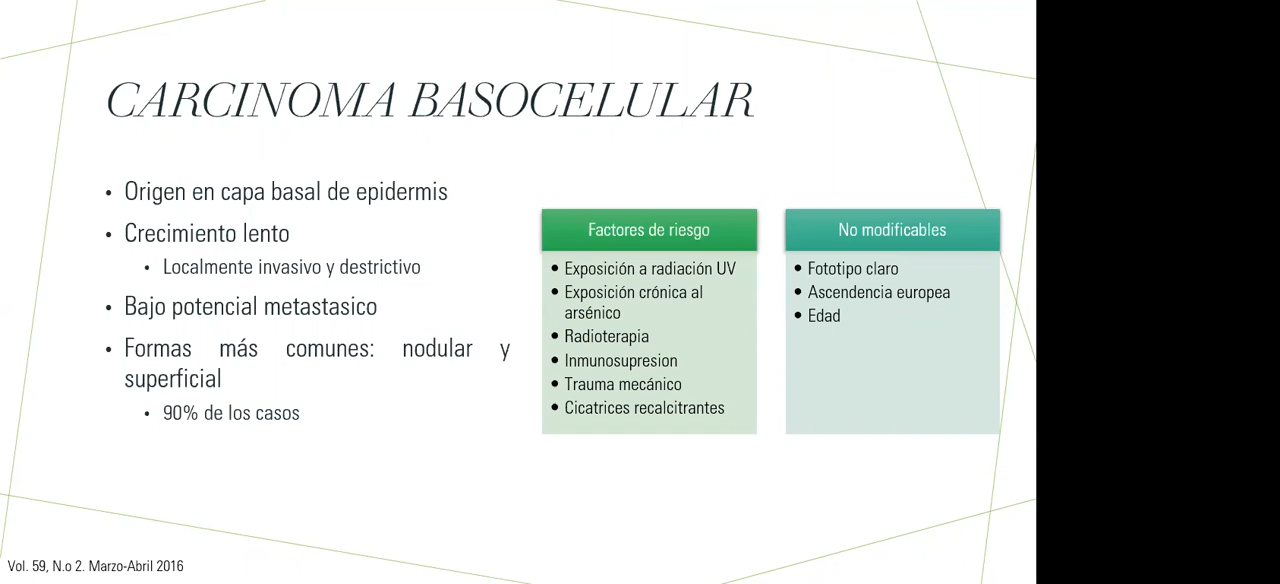 CARCINOMA BASOCELULAR
• Origen en capa basal de epidermis
• Crecimiento lento
• Localmente invasivo y destrictivo
• Bajo potencial metastasico
• Formas más comunes: nodular y
superficial
• 90% de los casos
Factores de riesgo
• Exposición a radiación UV
• Exposición crónica al
arsénico
• Radioterapia
• Inmunosupresion
• Trauma mecánico
• Cicatrices recalcitrantes
No modificables
• Fototipo claro
• Ascendencia europea
• Edad
Vol. 59, N.o 2. Marzo-Abril 2016